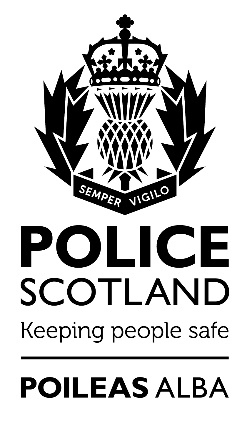 SEMPER VIGILO
POLICE
SCOTLAND
Keeping people safe
POILEAS ALBA